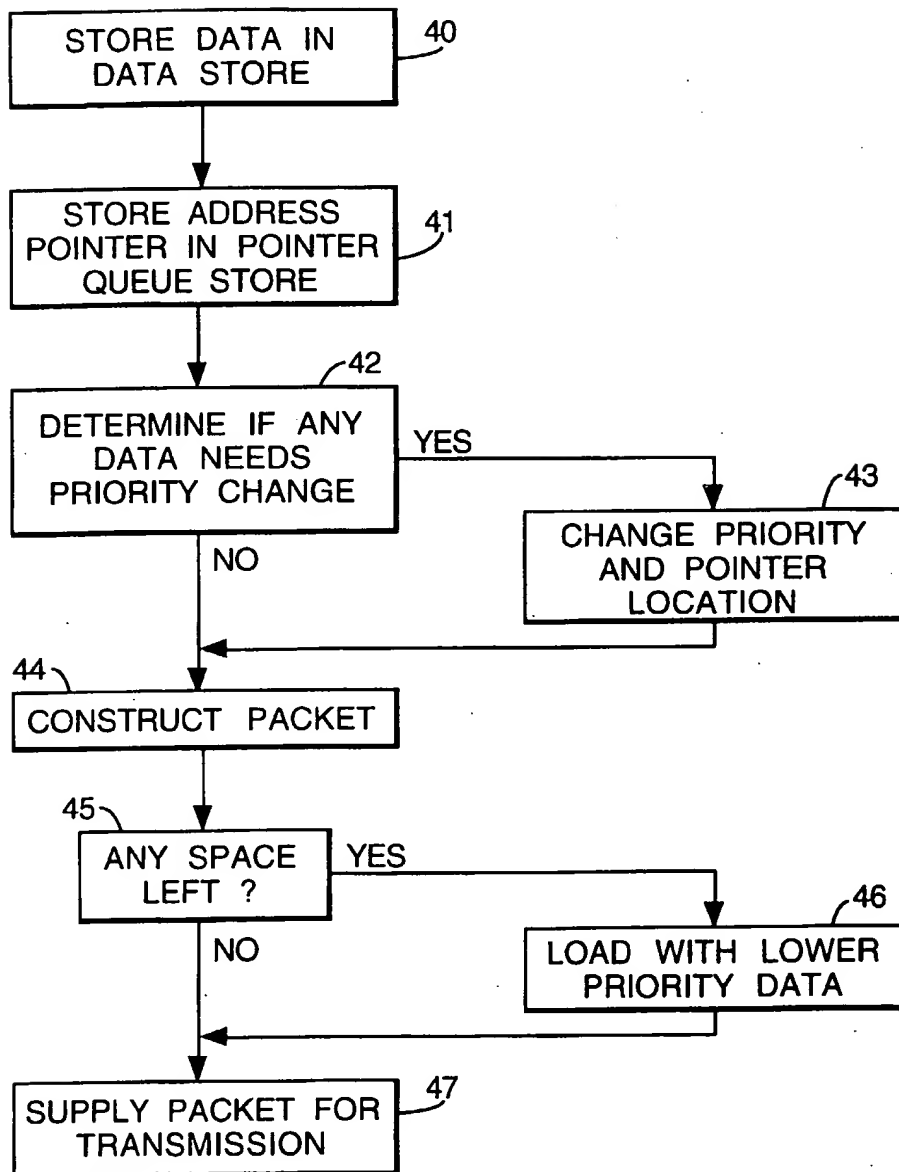 STORE DATA IN
DATA STORE
40
STORE ADDRESS
POINTER IN POINTER
QUEUE STORE
41
42
DETERMINE IF ANY
DATA NEEDS
PRIORITY CHANGE
YES
43
CHANGE PRIORITY
AND POINTER
LOCATION
NO
44
CONSTRUCT PACKET
45
ANY SPACE
LEFT ?
YES
46
LOAD WITH LOWER
PRIORITY DATA
NO
SUPPLY PACKET FOR
TRANSMISSION
47